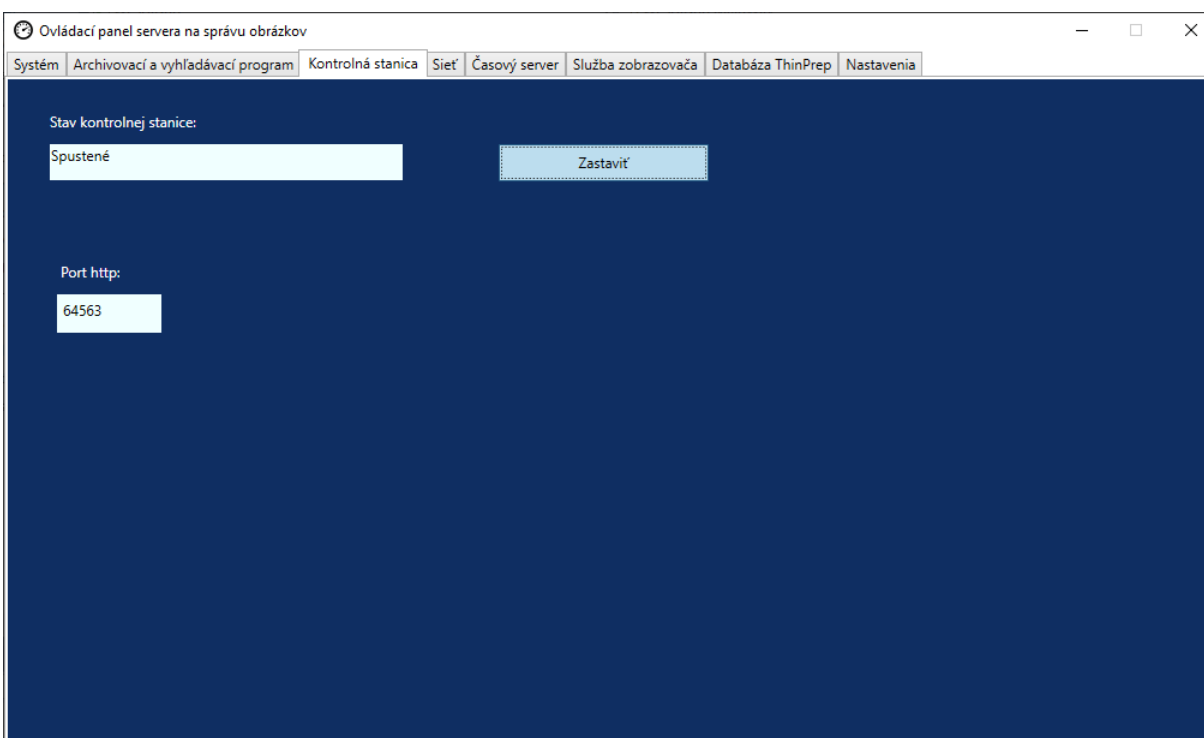 Ovládací panel servera na správu obrázkov
Systém Archivovací a vyhľadávací program Kontrolná stanica Sieť Časový server Služba zobrazovača Databáza ThinPrep Nastavenia
Stav kontrolnej stanice:
Spustené Zastaviť
Port http:
64563